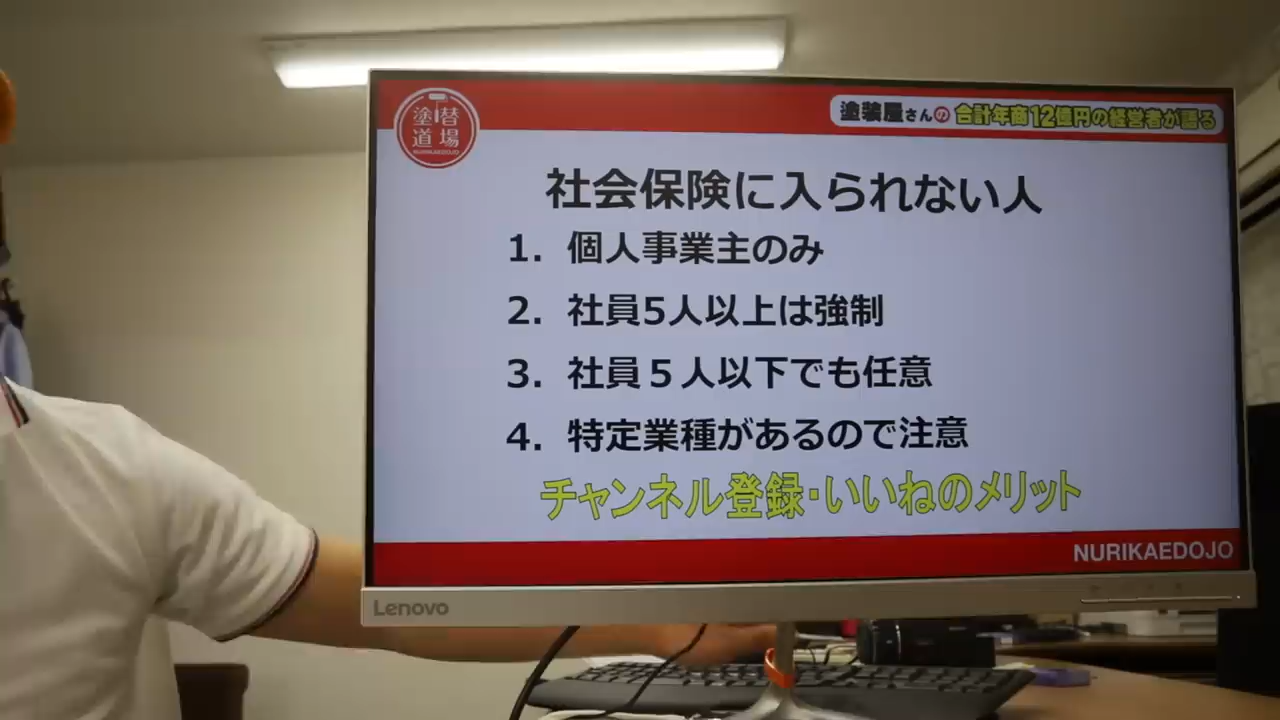 塗替
道場
NURIKAEDOJO
塗装屋さんの 合計年商12億円の経営者が語る
社会保険に入られない人
1. 個人事業主のみ
2. 社員5人以上は強制
3. 社員５人以下でも任意
4. 特定業種があるので注意
チャンネル登録・いいねのメリット
NURIKAEDOJO
Lenovo